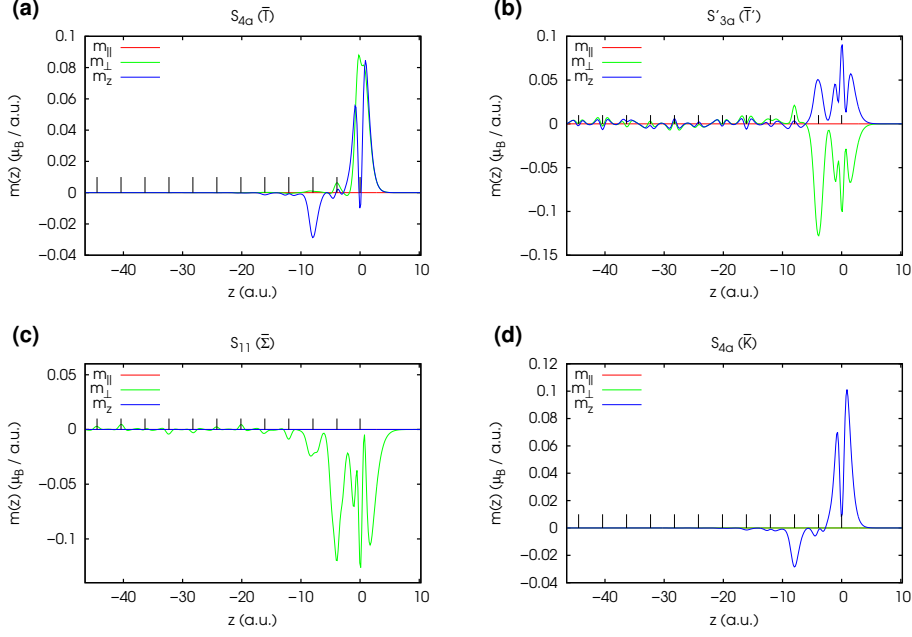 (a)
S4a (T̅)
m||
m⊥
mz
0.1
0.08
0.06
0.04
0.02
0
−0.02
−0.04
m(z) (μB / a.u.)
−40 −30 −20 −10 0 10
z (a.u.)
(b)
S′3a (T̅′)
m||
m⊥
mz
0.1
0.05
0
−0.05
−0.1
−0.15
m(z) (μB / a.u.)
−40 −30 −20 −10 0 10
z (a.u.)
(c)
S11 (Σ̅)
m||
m⊥
mz
0.05
0
−0.05
−0.1
m(z) (μB / a.u.)
−40 −30 −20 −10 0 10
z (a.u.)
(d)
S4a (K̅)
m||
m⊥
mz
0.12
0.1
0.08
0.06
0.04
0.02
0
−0.02
−0.04
m(z) (μB / a.u.)
−40 −30 −20 −10 0 10
z (a.u.)